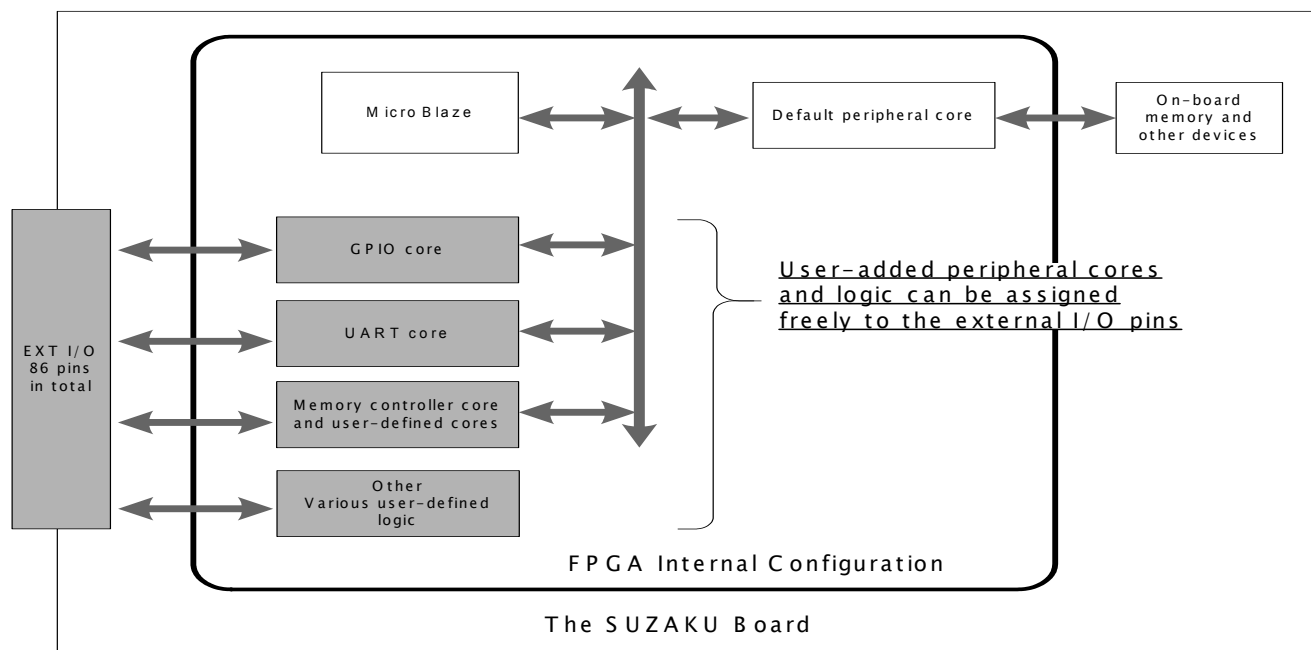 MicroBlaze
Default peripheral core
On-board
memory and
other devices
EXT I/O
86 pins
in total
GPIO core
UART core
Memory controller core
and user-defined cores
Other
Various user-defined
logic
User-added peripheral cores
and logic can be assigned
freely to the external I/O pins
FPGA Internal Configuration
The SUZAKU Board